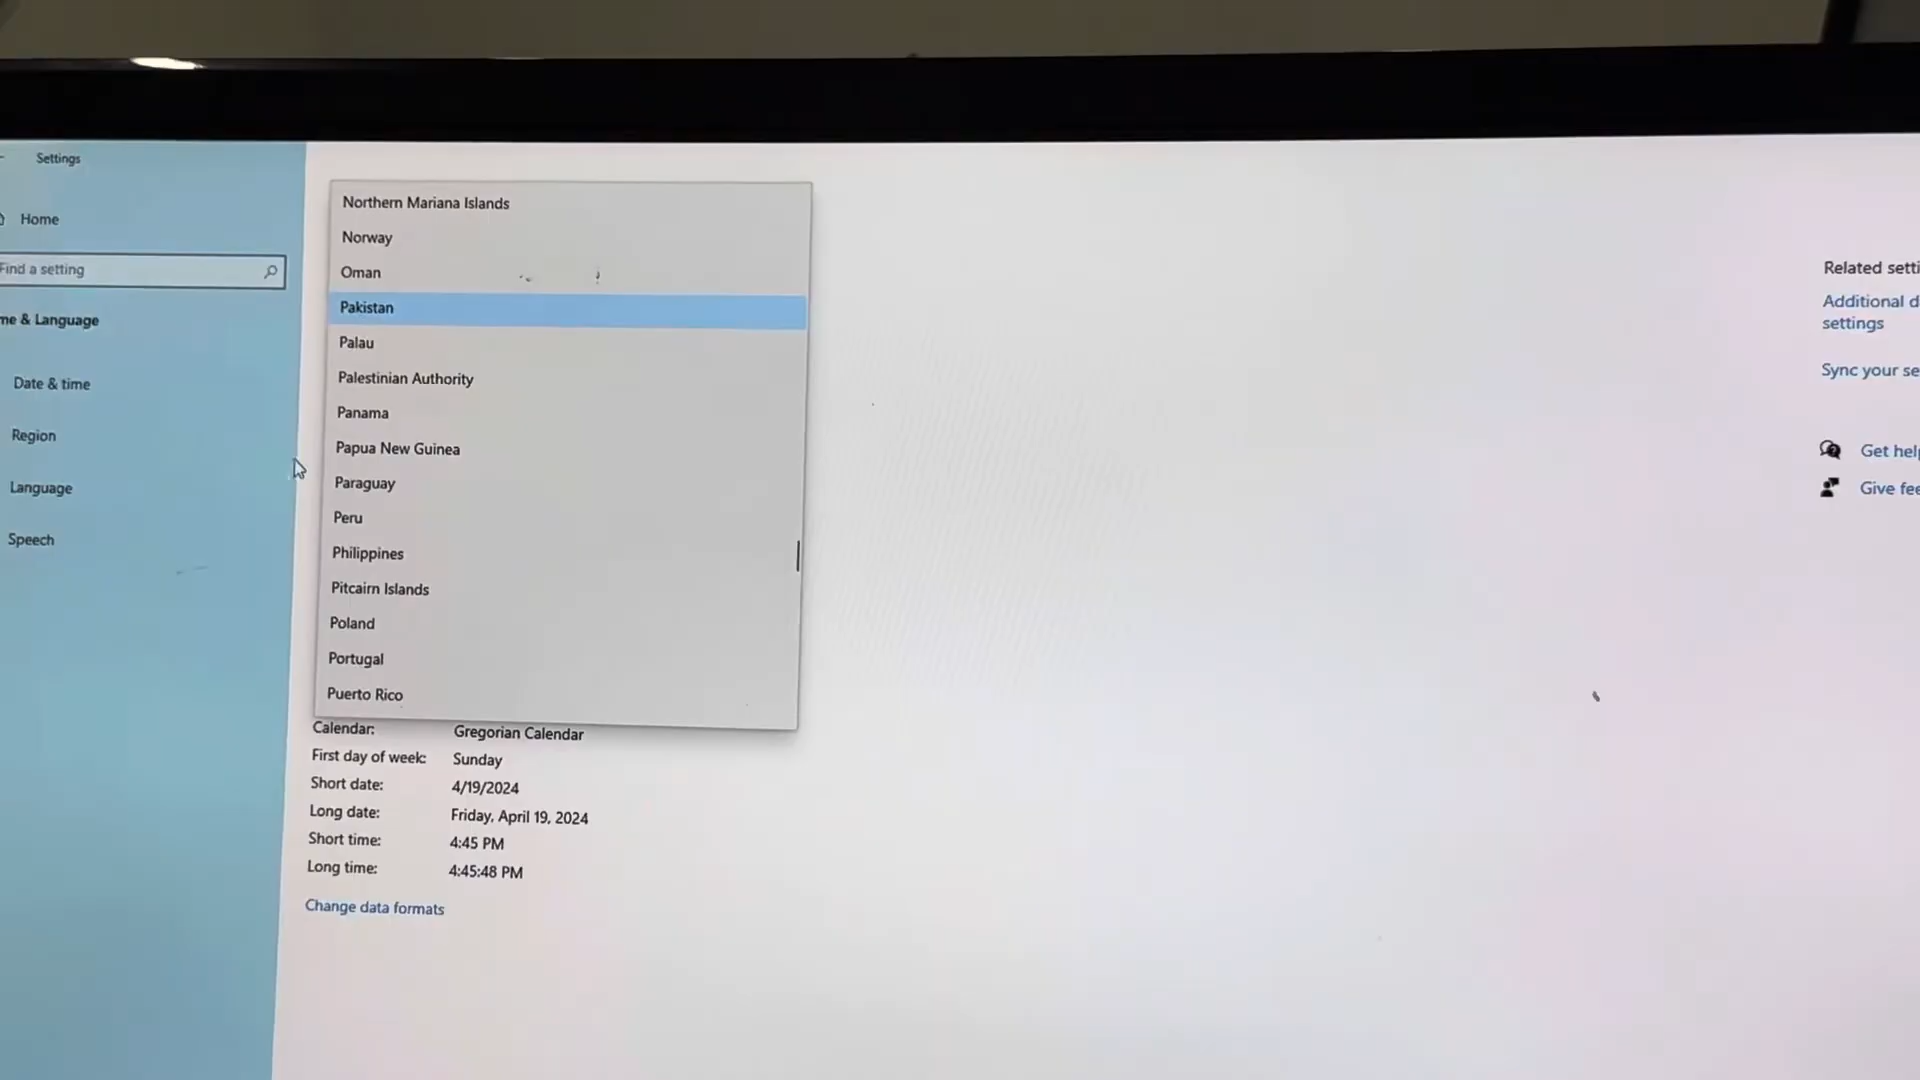 Settings
Home
Find a setting
me & Language
Date & time
Region
Language
Speech
Northern Mariana Islands
Norway
Oman
Pakistan
Palau
Palestinian Authority
Panama
Papua New Guinea
Paraguay
Peru
Philippines
Pitcairn Islands
Poland
Portugal
Puerto Rico
Calendar: Gregorian Calendar
First day of week: Sunday
Short date: 4/19/2024
Long date: Friday, April 19, 2024
Short time: 4:45 PM
Long time: 4:45:48 PM
Change data formats
Related setti
Additional d
settings
Sync your se
Get help
Give fee